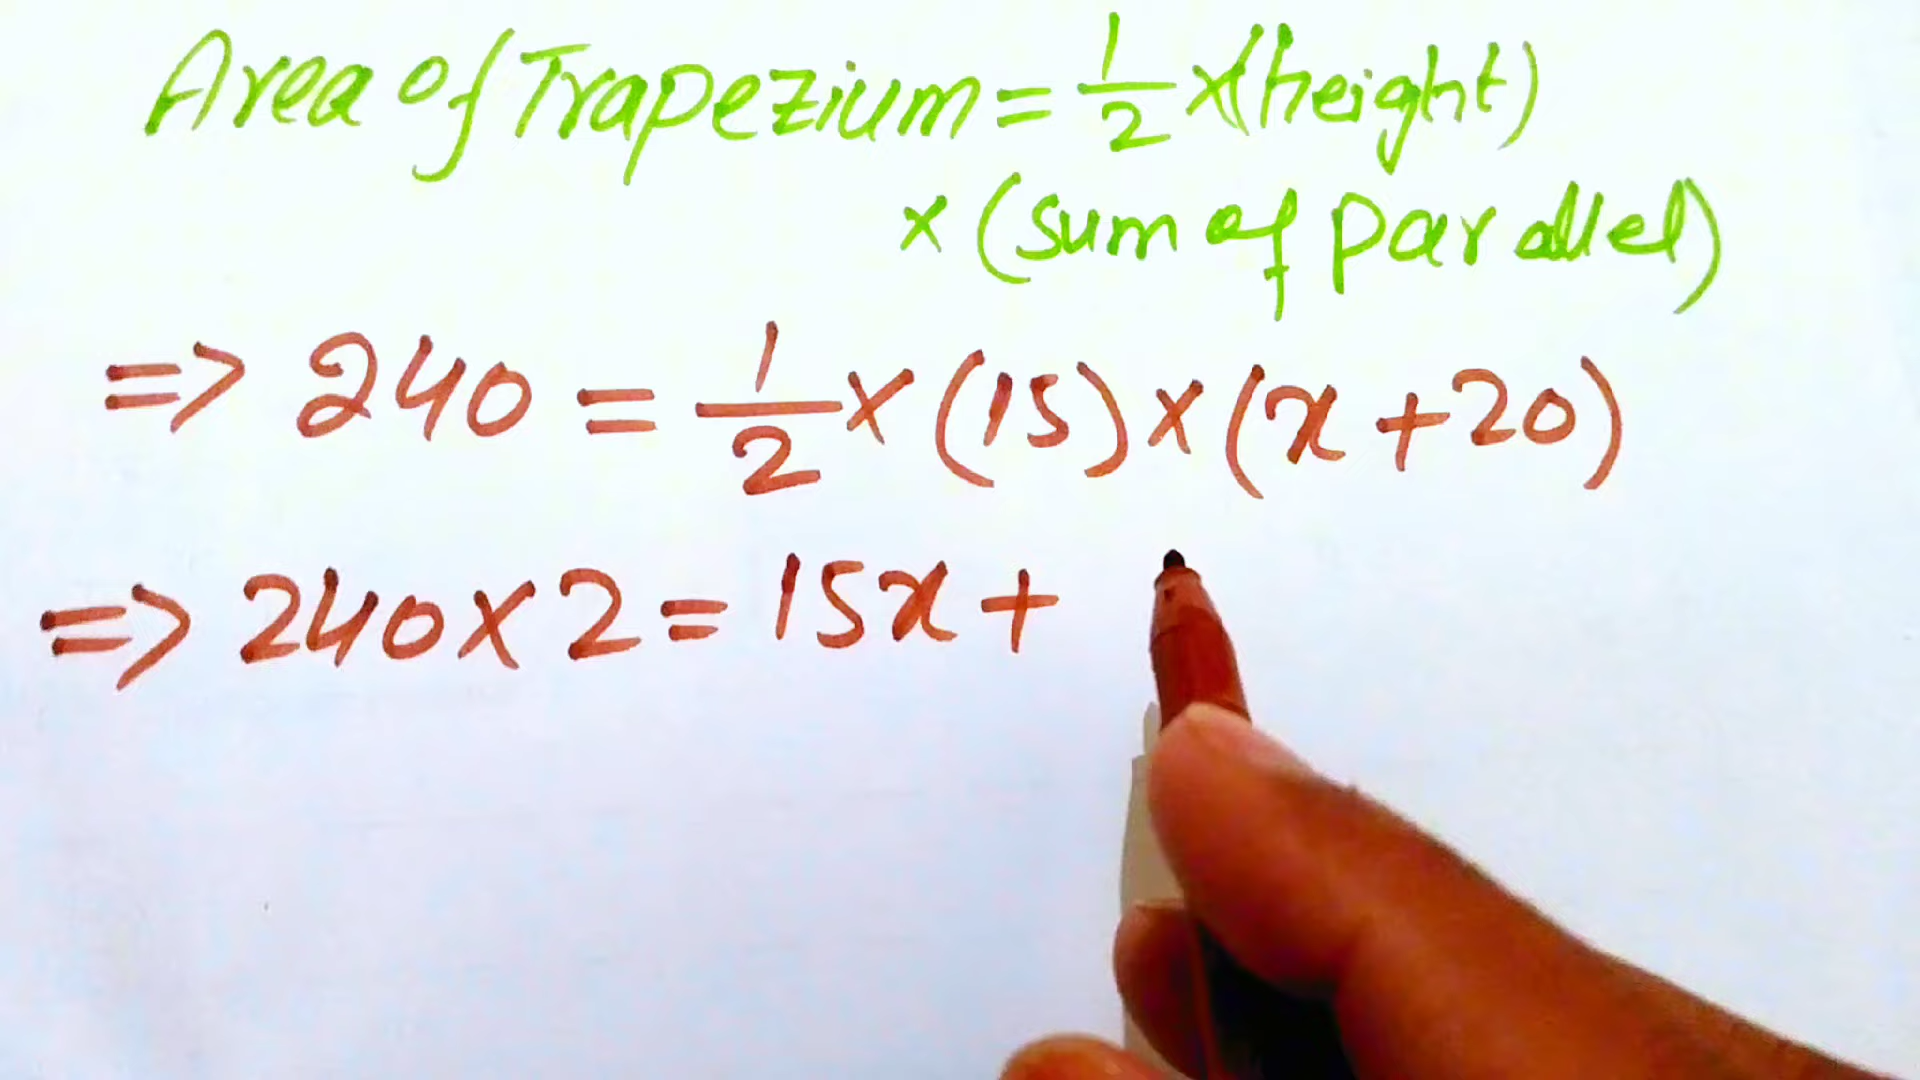 Area of Trapezium = 1/2 × (height)
× (sum of parallel)
⇒ 240 = 1/2 × (15) × (x + 20)
⇒ 240 × 2 = 15x +